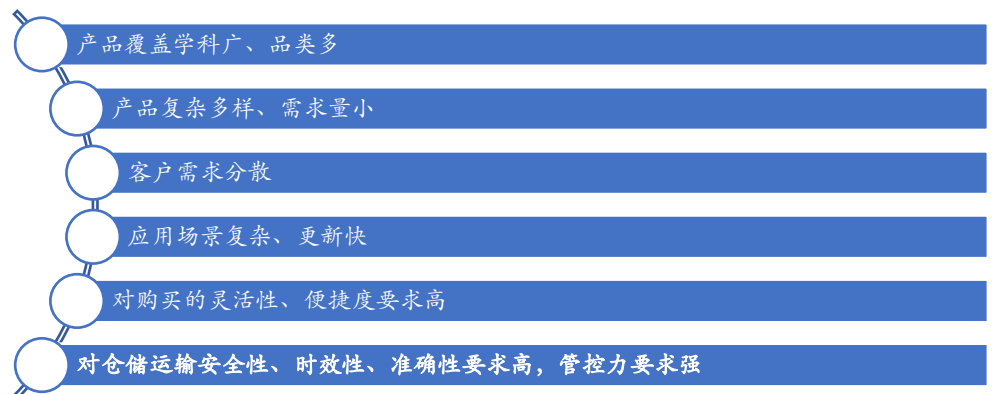 产品覆盖学科广、品类多
产品复杂多样、需求量小
客户需求分散
应用场景复杂、更新快
对购买的灵活性、便捷度要求高
对仓储运输安全性、时效性、准确性要求高，管控力要求强